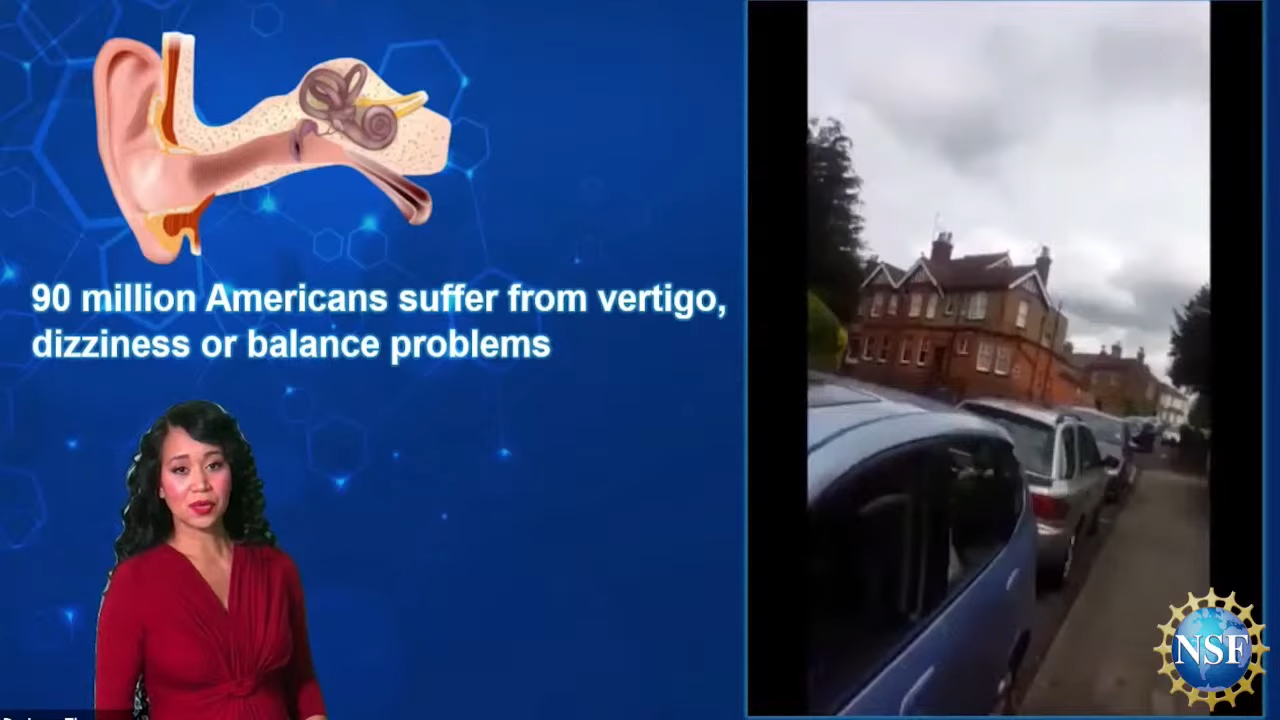 90 million Americans suffer from vertigo,
dizziness or balance problems
NSF